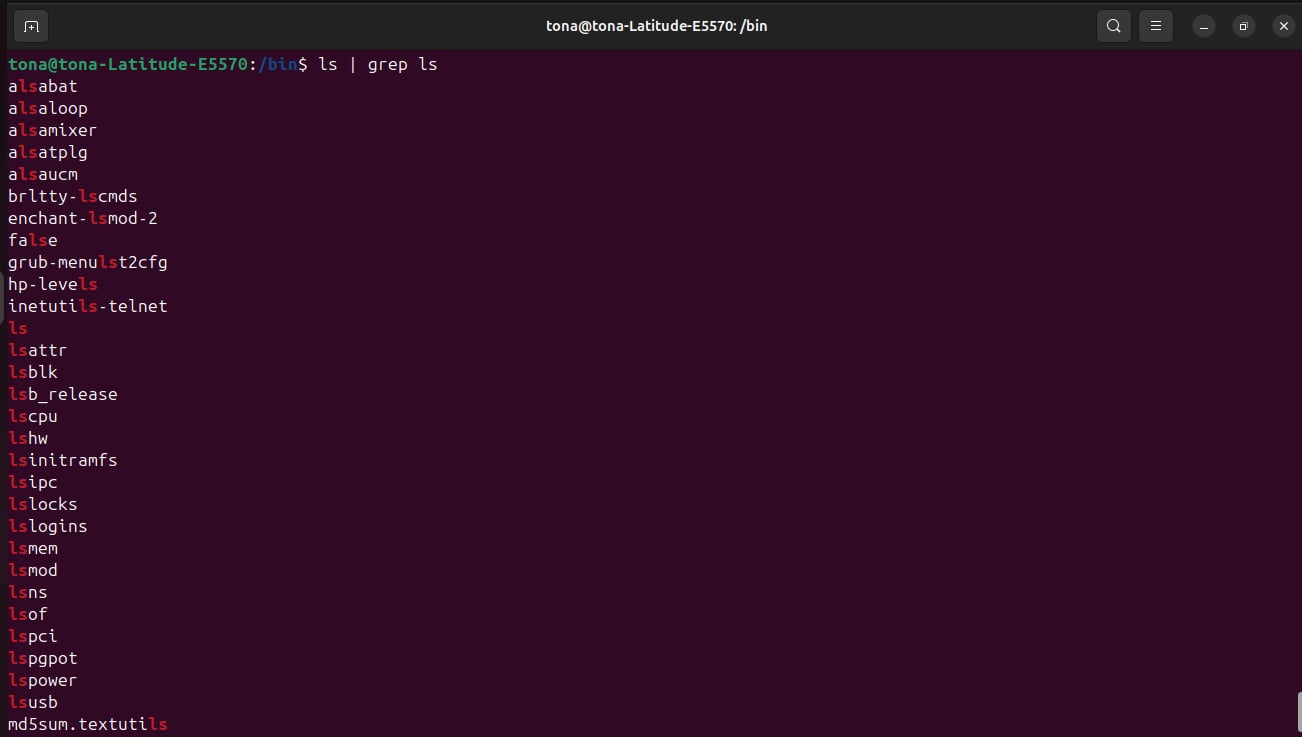 tona@tona-Latitude-E5570: /bin
tona@tona-Latitude-E5570:/bin$ ls | grep ls
alsabat
alsaloop
alsamixer
alsatplg
alsaucm
brltty-lscmds
enchant-lsmod-2
false
grub-menulst2cfg
hp-levels
inetutils-telnet
ls
lsattr
lsblk
lsb_release
lscpu
lshw
lsinitramfs
lsipc
lslocks
lslogins
lsmem
lsmod
lsns
lsof
lspci
lspgpot
lspower
lsusb
md5sum.textutils